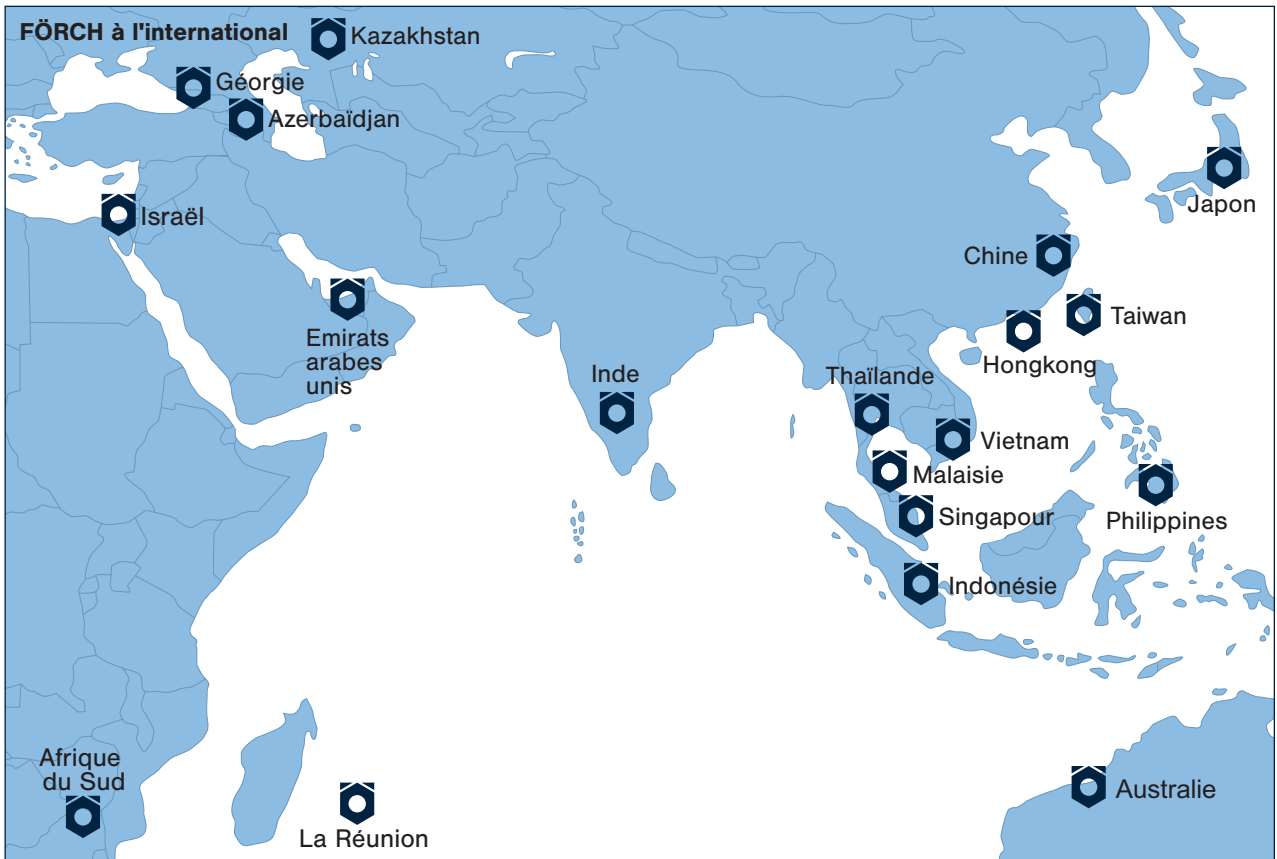 FÖRCH à l'international
Kazakhstan
Géorgie
Azerbaïdjan
Japon
Israël
Chine
Taiwan
Emirats
arabes
unis
Hongkong
Inde
Thaïlande
Vietnam
Malaisie
Singapour
Philippines
Indonésie
Afrique
du Sud
Australie
La Réunion